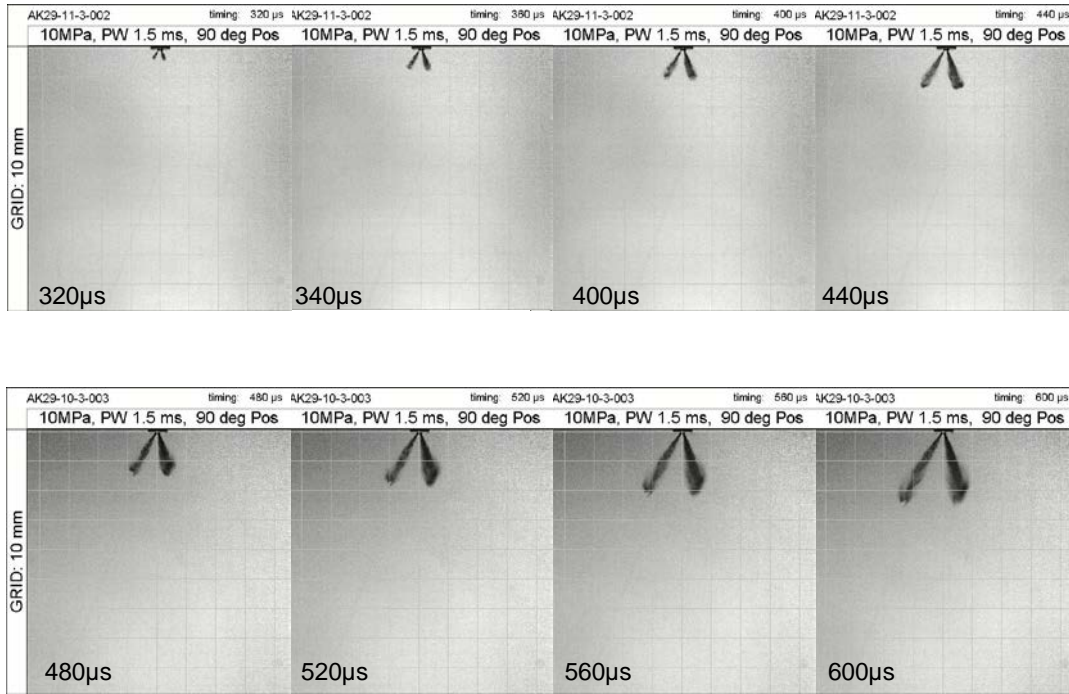 AK29-11-3-002 timing: 320 µs AK29-11-3-002 timing: 360 µs AK29-11-3-002 timing: 400 µs AK29-11-3-002 timing: 440 µs
10MPa, PW 1.5 ms, 90 deg Pos 10MPa, PW 1.5 ms, 90 deg Pos 10MPa, PW 1.5 ms, 90 deg Pos 10MPa, PW 1.5 ms, 90 deg Pos
GRID: 10 mm
320µs 340µs 400µs 440µs
AK29-10-3-003 timing: 480 µs AK29-10-3-003 timing: 520 µs AK29-10-3-003 timing: 560 µs AK29-10-3-003 timing: 600 µs
10MPa, PW 1.5 ms, 90 deg Pos 10MPa, PW 1.5 ms, 90 deg Pos 10MPa, PW 1.5 ms, 90 deg Pos 10MPa, PW 1.5 ms, 90 deg Pos
GRID: 10 mm
480µs 520µs 560µs 600µs